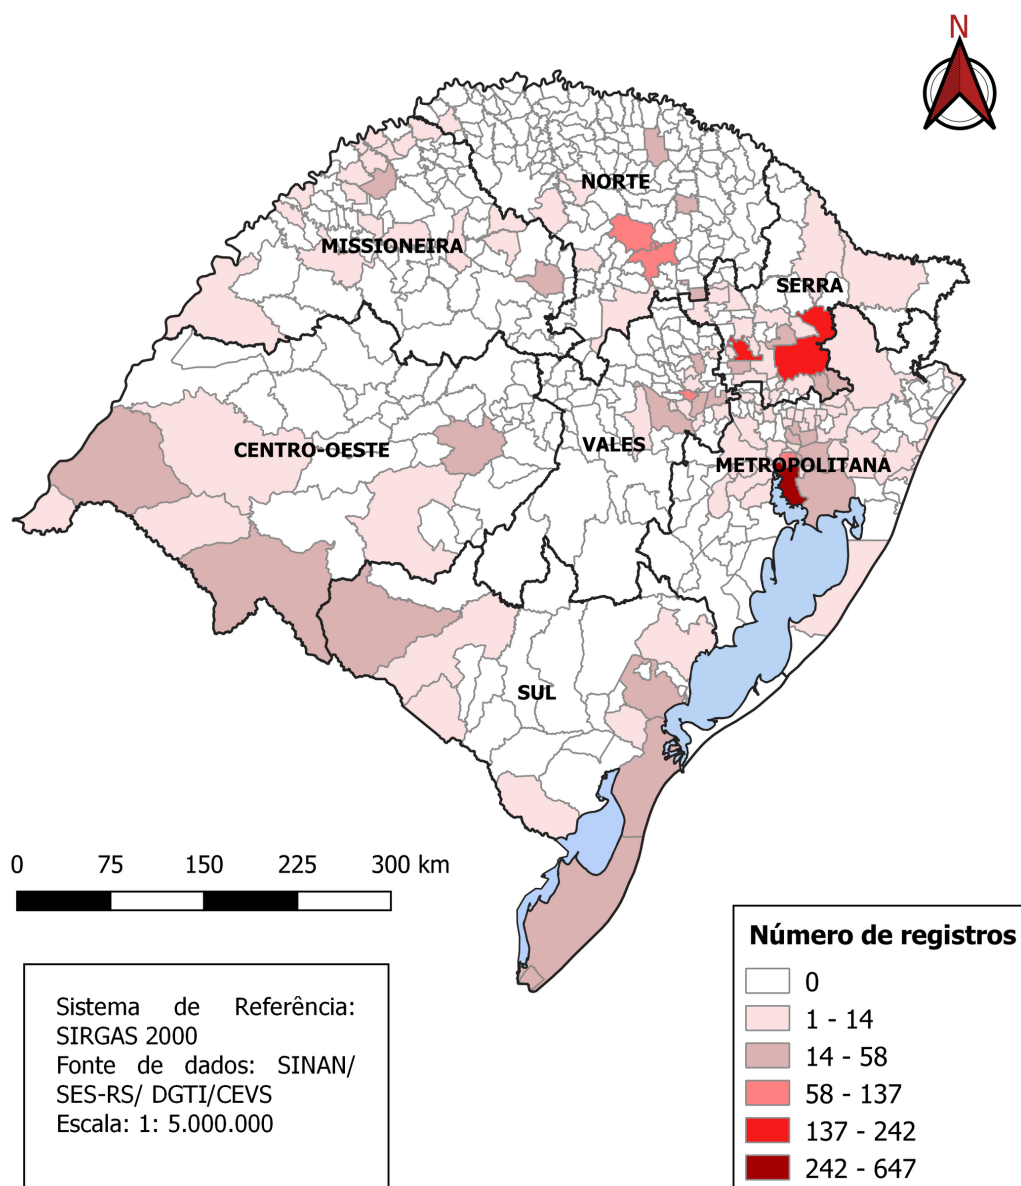 N
NORTE
MISSIONEIRA
SERRA
CENTRO-OESTE
VALES
METROPOLITANA
SUL
0 75 150 225 300 km
Número de registros
0
1 - 14
14 - 58
58 - 137
137 - 242
242 - 647
Sistema de Referência:
SIRGAS 2000
Fonte de dados: SINAN/
SES-RS/ DGTI/CEVS
Escala: 1: 5.000.000